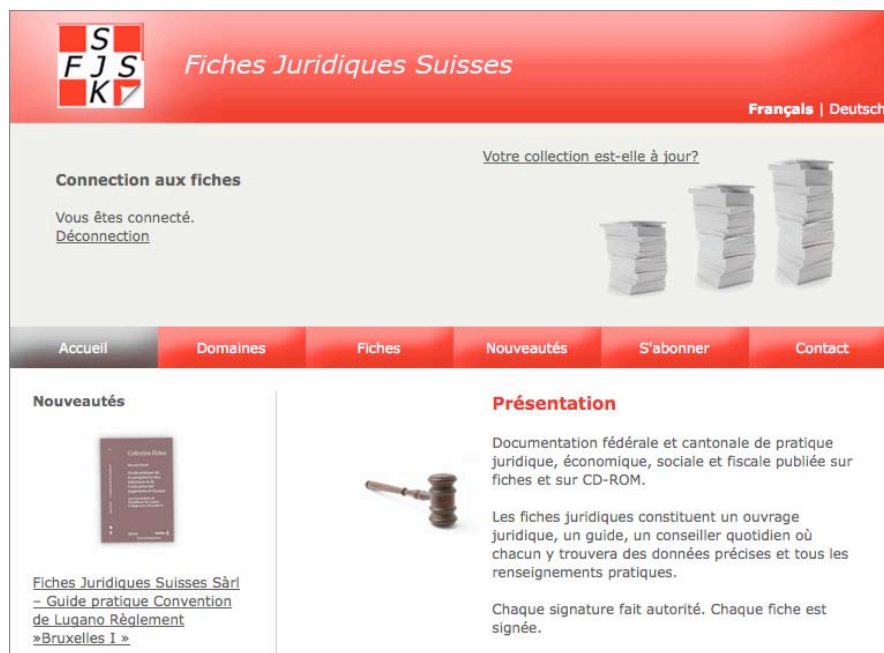 S
FJS
K
Fiches Juridiques Suisses
Français | Deutsch
Votre collection est-elle à jour?
Connection aux fiches
Vous êtes connecté.
Déconnection
Accueil
Domaines
Fiches
Nouveautés
S'abonner
Contact
Nouveautés
Collection Fiches
Fiches Juridiques Suisses Sàrl
– Guide pratique Convention
de Lugano Règlement
»Bruxelles I »
Présentation
Documentation fédérale et cantonale de pratique
juridique, économique, sociale et fiscale publiée sur
fiches et sur CD-ROM.
Les fiches juridiques constituent un ouvrage
juridique, un guide, un conseiller quotidien où
chacun y trouvera des données précises et tous les
renseignements pratiques.
Chaque signature fait autorité. Chaque fiche est
signée.